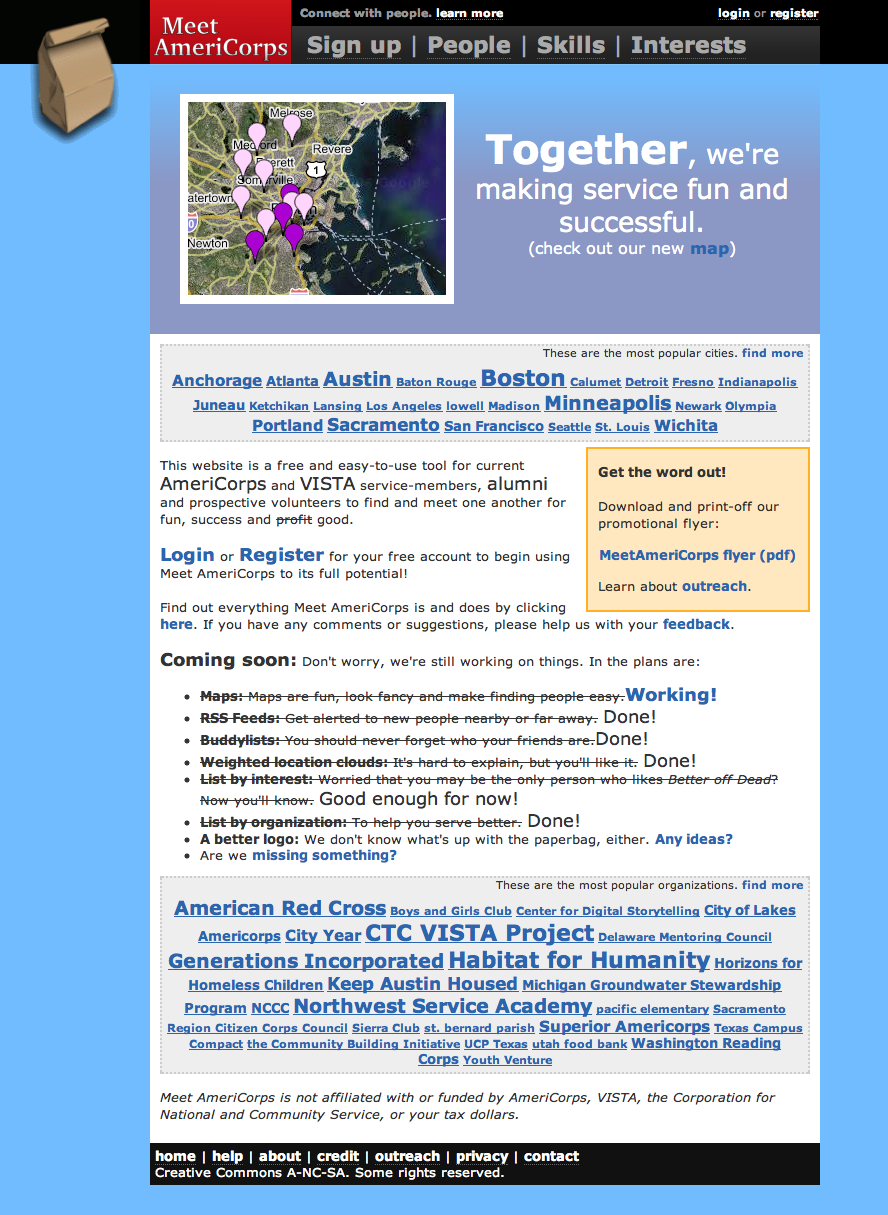 Meet
AmeriCorps
Connect with people. learn more
login or register
Sign up | People | Skills | Interests
Melrose
Medford
Revere
Everett
Somerville
1
atertown
Newton
Together, we're
making service fun and
successful.
(check out our new map)
These are the most popular cities. find more
Anchorage Atlanta Austin Baton Rouge Boston Calumet Detroit Fresno Indianapolis
Juneau Ketchikan Lansing Los Angeles lowell Madison Minneapolis Newark Olympia
Portland Sacramento San Francisco Seattle St. Louis Wichita
This website is a free and easy-to-use tool for current
AmeriCorps and VISTA service-members, alumni
and prospective volunteers to find and meet one another for
fun, success and profit good.
Login or Register for your free account to begin using
Meet AmeriCorps to its full potential!
Find out everything Meet AmeriCorps is and does by clicking
here. If you have any comments or suggestions, please help us with your feedback.
Get the word out!
Download and print-off our
promotional flyer:
MeetAmeriCorps flyer (pdf)
Learn about outreach.
Coming soon: Don't worry, we're still working on things. In the plans are:
• Maps: Maps are fun, look fancy and make finding people easy.Working!
• RSS Feeds: Get alerted to new people nearby or far away. Done!
• Buddylists: You should never forget who your friends are.Done!
• Weighted location clouds: It's hard to explain, but you'll like it. Done!
• List by interest: Worried that you may be the only person who likes Better off Dead?
Now you'll know. Good enough for now!
• List by organization: To help you serve better. Done!
• A better logo: We don't know what's up with the paperbag, either. Any ideas?
• Are we missing something?
These are the most popular organizations. find more
American Red Cross Boys and Girls Club Center for Digital Storytelling City of Lakes
Americorps City Year CTC VISTA Project Delaware Mentoring Council
Generations Incorporated Habitat for Humanity Horizons for
Homeless Children Keep Austin Housed Michigan Groundwater Stewardship
Program NCCC Northwest Service Academy pacific elementary Sacramento
Region Citizen Corps Council Sierra Club st. bernard parish Superior Americorps Texas Campus
Compact the Community Building Initiative UCP Texas utah food bank Washington Reading
Corps Youth Venture
Meet AmeriCorps is not affiliated with or funded by AmeriCorps, VISTA, the Corporation for
National and Community Service, or your tax dollars.
home | help | about | credit | outreach | privacy | contact
Creative Commons A-NC-SA. Some rights reserved.